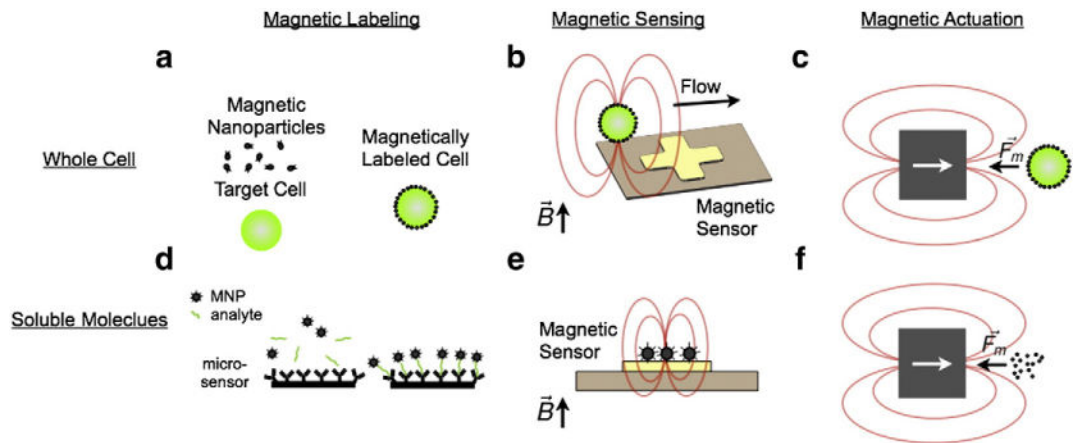 Magnetic Labeling
Magnetic Sensing
Magnetic Actuation
Whole Cell
a
Magnetic
Nanoparticles
Target Cell
Magnetically
Labeled Cell
b
Flow
Magnetic
Sensor
B
c
F m
Soluble Moleclues
d
MNP
analyte
micro-
sensor
e
Magnetic
Sensor
B
f
F m